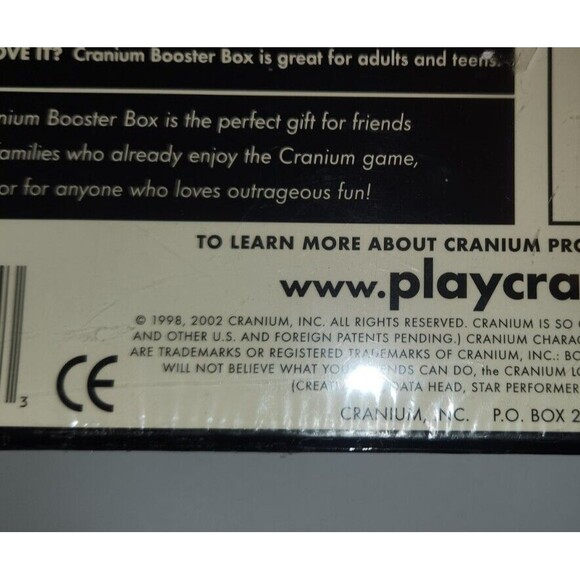 OVE IT? Cranium Booster Box is great for adults and teens.
nium Booster Box is the perfect gift for friends
families who already enjoy the Cranium game,
or for anyone who loves outrageous fun!
TO LEARN MORE ABOUT CRANIUM PRO
www.playcra
© 1998, 2002 CRANIUM, INC. ALL RIGHTS RESERVED. CRANIUM IS SO
AND OTHER U.S. AND FOREIGN PATENTS PENDING.) CRANIUM CHARAC
ARE TRADEMARKS OR REGISTERED TRADEMARKS OF CRANIUM, INC.: BO
WILL NOT BELIEVE WHAT YOUR FRIENDS CAN DO, the CRANIUM LO
DATA HEAD, STAR PERFORMER
CE
3
CRANIUM, INC. P.O. BOX 2